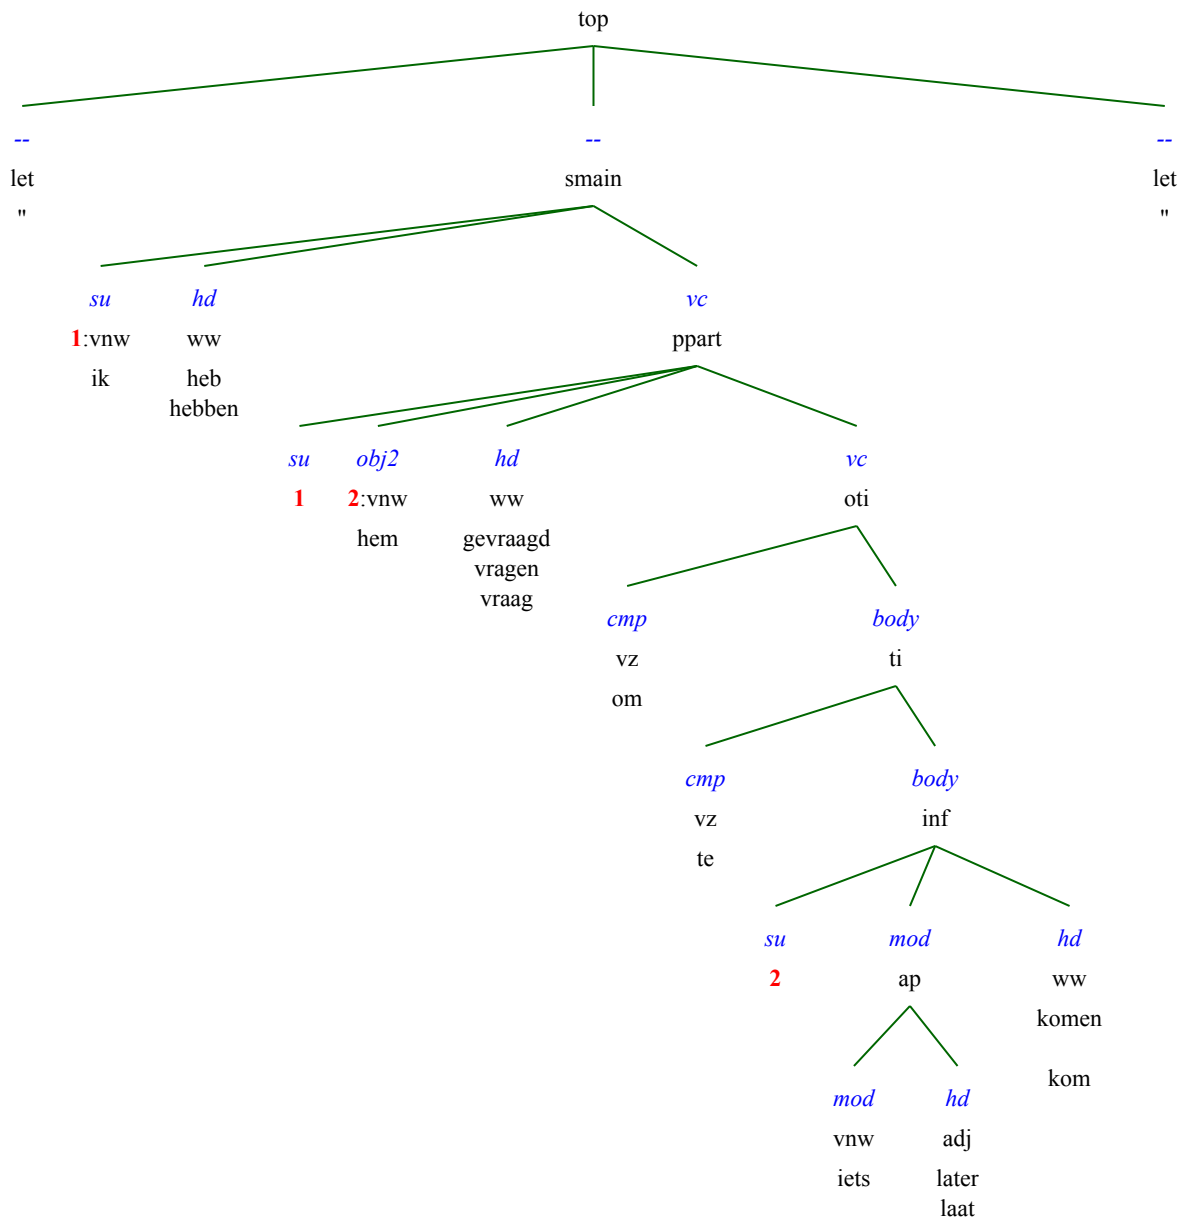 top
-- -- --
let smain let
" "
su hd vc
1:vnw ww ppart
ik heb
hebben
su obj2 hd vc
1 2:vnw ww oti
hem gevraagd
vragen
vraag
cmp body
vz ti
om
cmp body
vz inf
te
su mod hd
2 ap ww
komen
kom
mod hd
vnw adj
iets later
laat